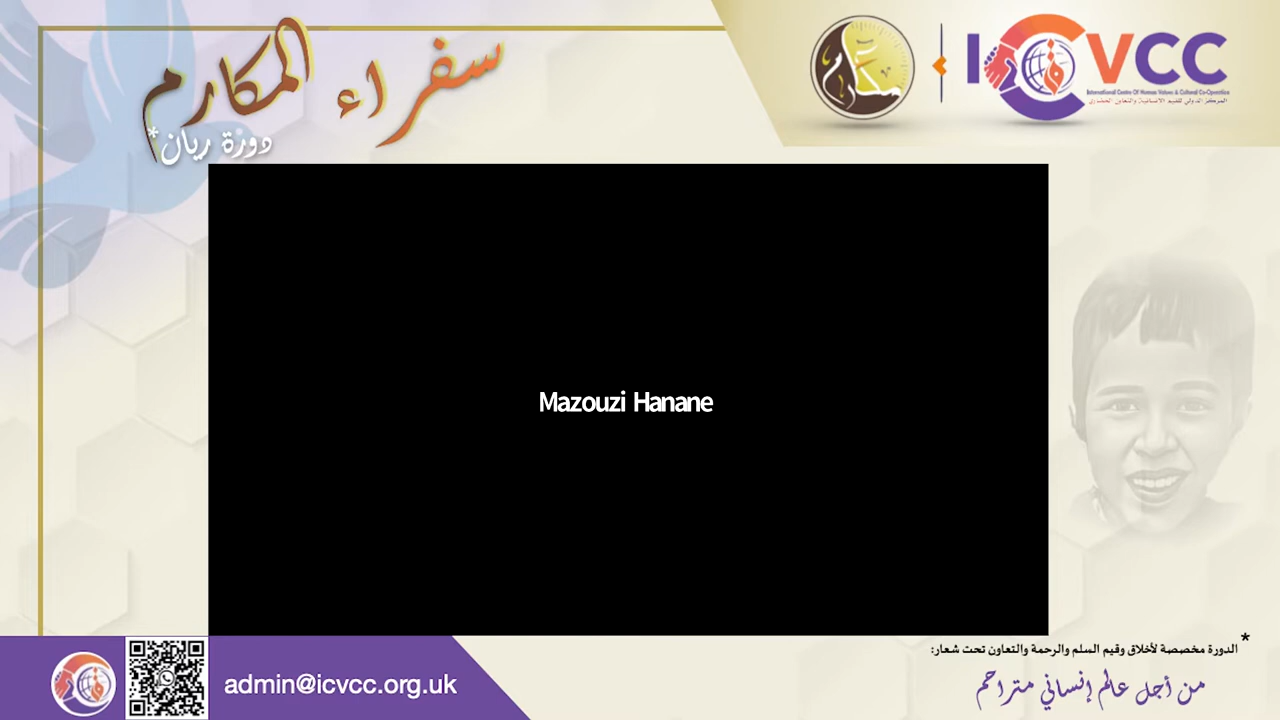 سفراء المكارم
دورة ريان*
مكارم
ICVCC
International Centre Of Human Values & Cultural Co-Operation
المركز الدولي للقيم الإنسانية والتعاون الحضاري
Mazouzi Hanane
* الدورة مخصصة لأخلاق وقيم السلم والرحمة والتعاون تحت شعار:
من أجل عالم إنساني متراحم
admin@icvcc.org.uk